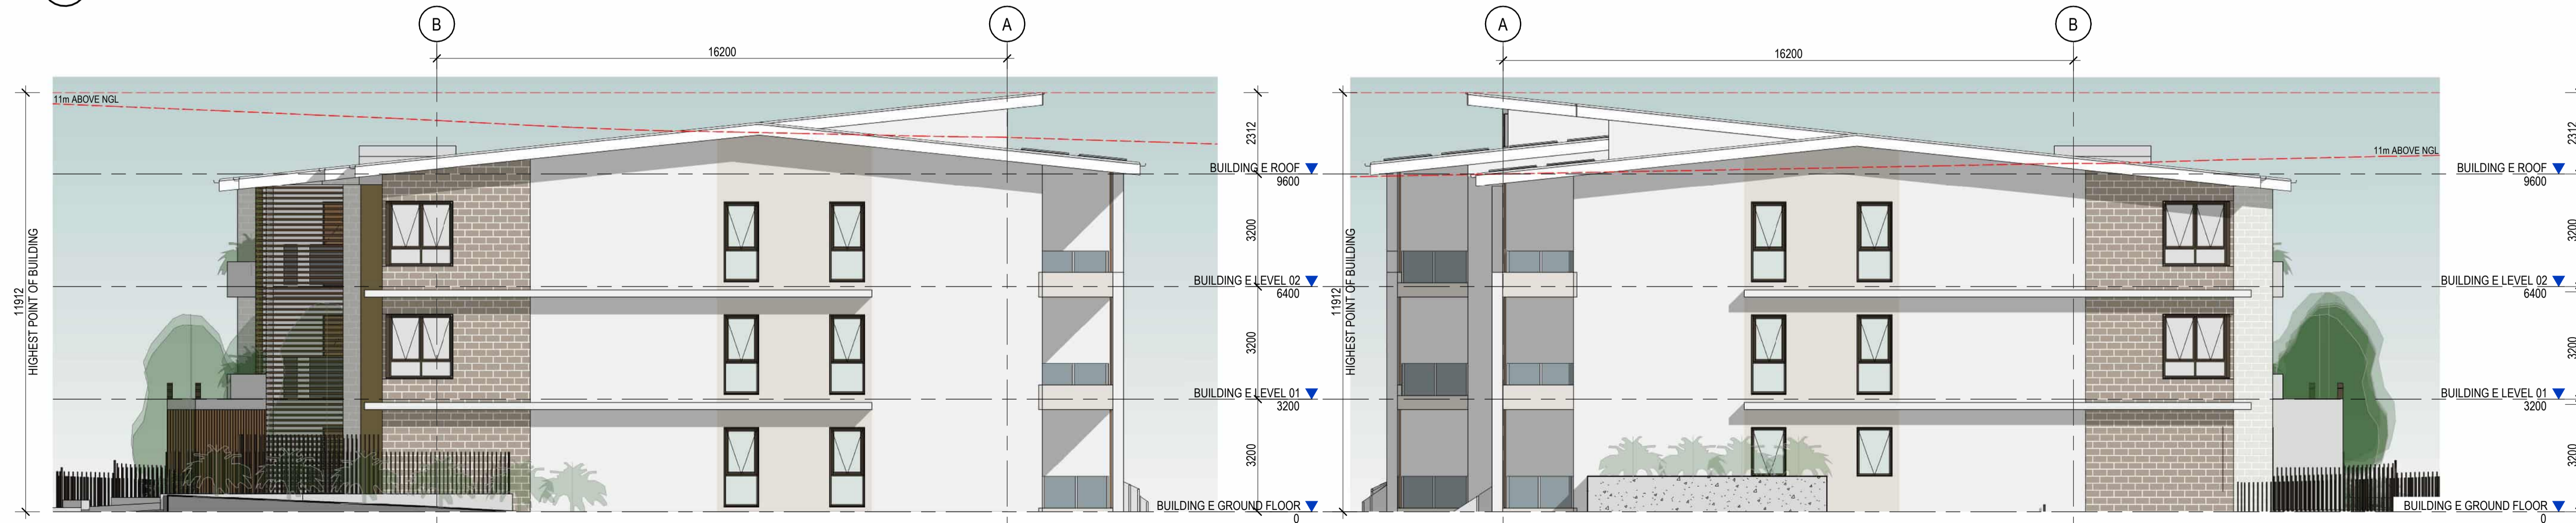 B
A
16200
11m ABOVE NGL
11912
HIGHEST POINT OF BUILDING
2312
BUILDING E ROOF
9600
3200
BUILDING E LEVEL 02
6400
3200
BUILDING E LEVEL 01
3200
3200
BUILDING E GROUND FLOOR
0
A
B
16200
11m ABOVE NGL
11912
HIGHEST POINT OF BUILDING
2312
BUILDING E ROOF
9600
3200
BUILDING E LEVEL 02
6400
3200
BUILDING E LEVEL 01
3200
3200
BUILDING E GROUND FLOOR
0